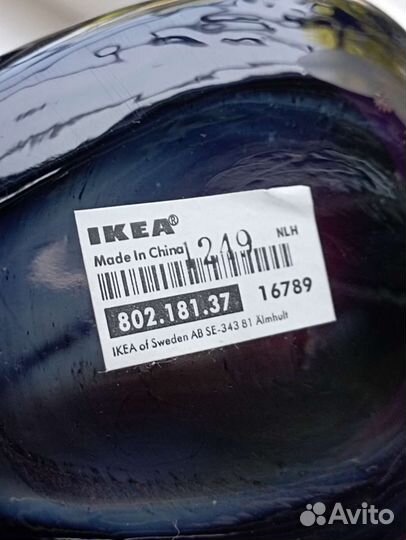 IKEA®
Made In China 1249 NLH
802.181.37 16789
IKEA of Sweden AB SE-343 81 Älmhult
Avito